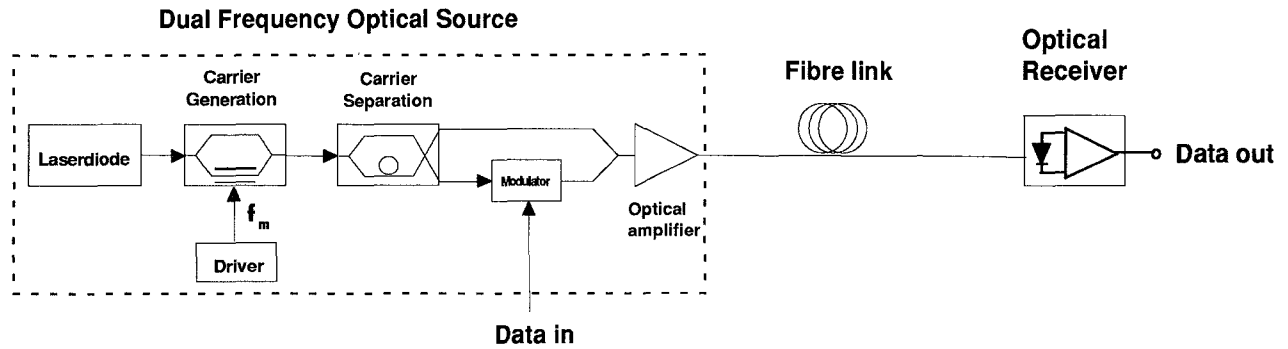 Dual Frequency Optical Source
Optical
Receiver
Fibre link
Carrier
Generation
Carrier
Separation
Laserdiode
Modulator
Data out
fm
Optical
amplifier
Driver
Data in